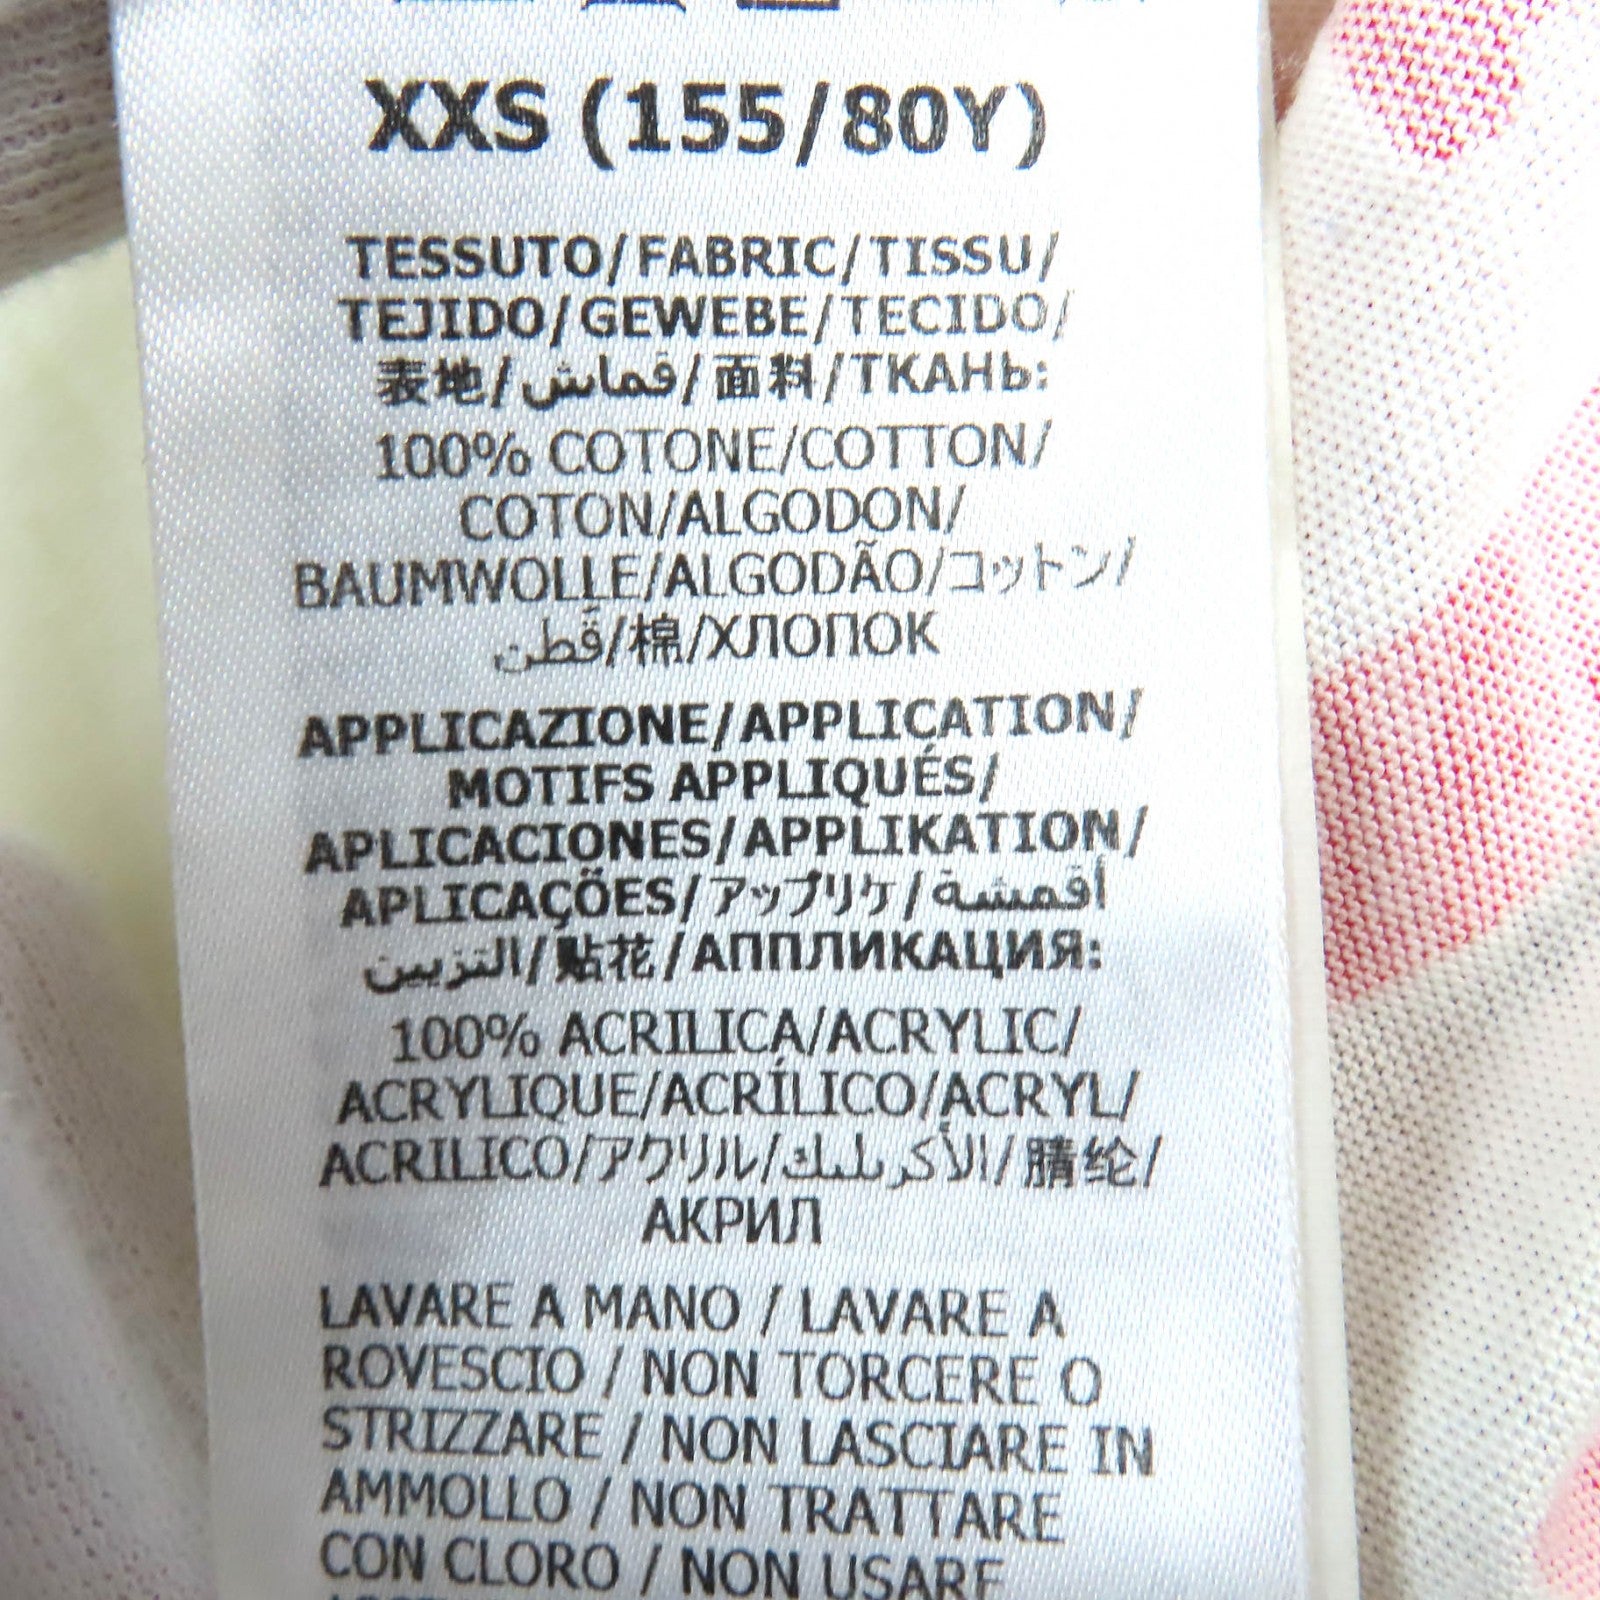 XXS (155/80Y)
TESSUTO/FABRIC/TISSU/
TEJIDO/GEWEBE/TECIDO/
表地/قماش/面料/ТКАНЬ:
100% COTONE/COTTON/
COTON/ALGODON/
BAUMWOLLE/ALGODÃO/コットン/
قطن/棉/ХЛОПОК
APPLICAZIONE/APPLICATION/
MOTIFS APPLIQUÉS/
APLICACIONES/APPLIKATION/
APLICAÇÕES/アップリケ/أقمشة
التزيين/贴花/АППЛИКАЦИЯ:
100% ACRILICA/ACRYLIC/
ACRYLIQUE/ACRÍLICO/ACRYL/
ACRILICO/アクリル/الأكريليك/腈纶/
АКРИЛ
LAVARE A MANO / LAVARE A
ROVESCIO / NON TORCERE O
STRIZZARE / NON LASCIARE IN
AMMOLLO / NON TRATTARE
CON CLORO / NON USARE